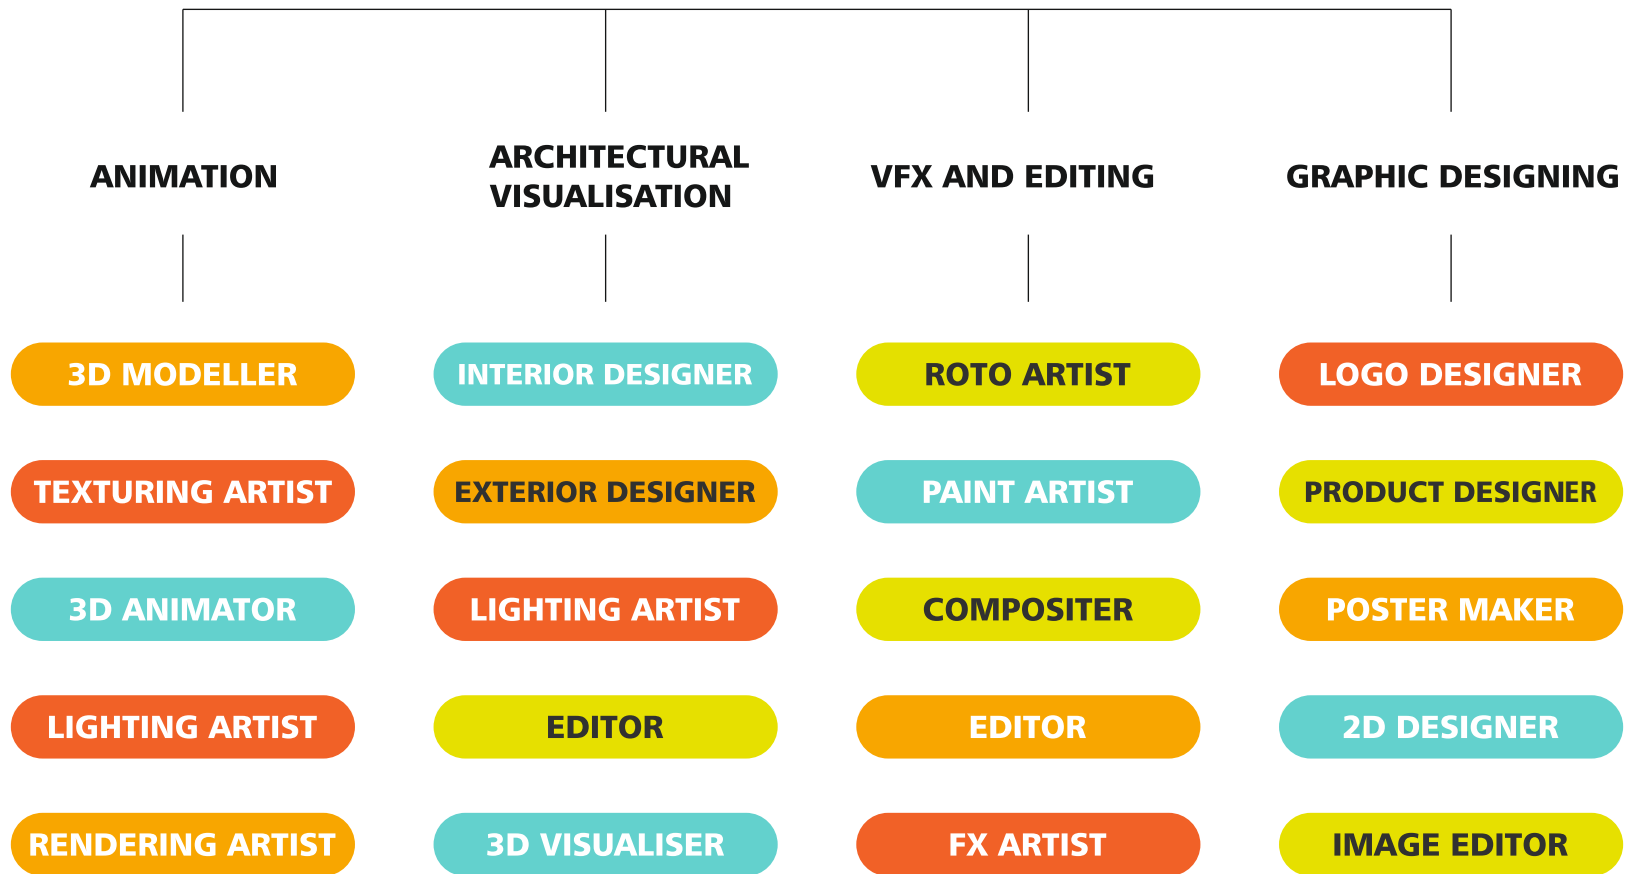 ANIMATION
ARCHITECTURAL
VISUALISATION
VFX AND EDITING
GRAPHIC DESIGNING
3D MODELLER
INTERIOR DESIGNER
ROTO ARTIST
LOGO DESIGNER
TEXTURING ARTIST
EXTERIOR DESIGNER
PAINT ARTIST
PRODUCT DESIGNER
3D ANIMATOR
LIGHTING ARTIST
COMPOSITER
POSTER MAKER
LIGHTING ARTIST
EDITOR
EDITOR
2D DESIGNER
RENDERING ARTIST
3D VISUALISER
FX ARTIST
IMAGE EDITOR